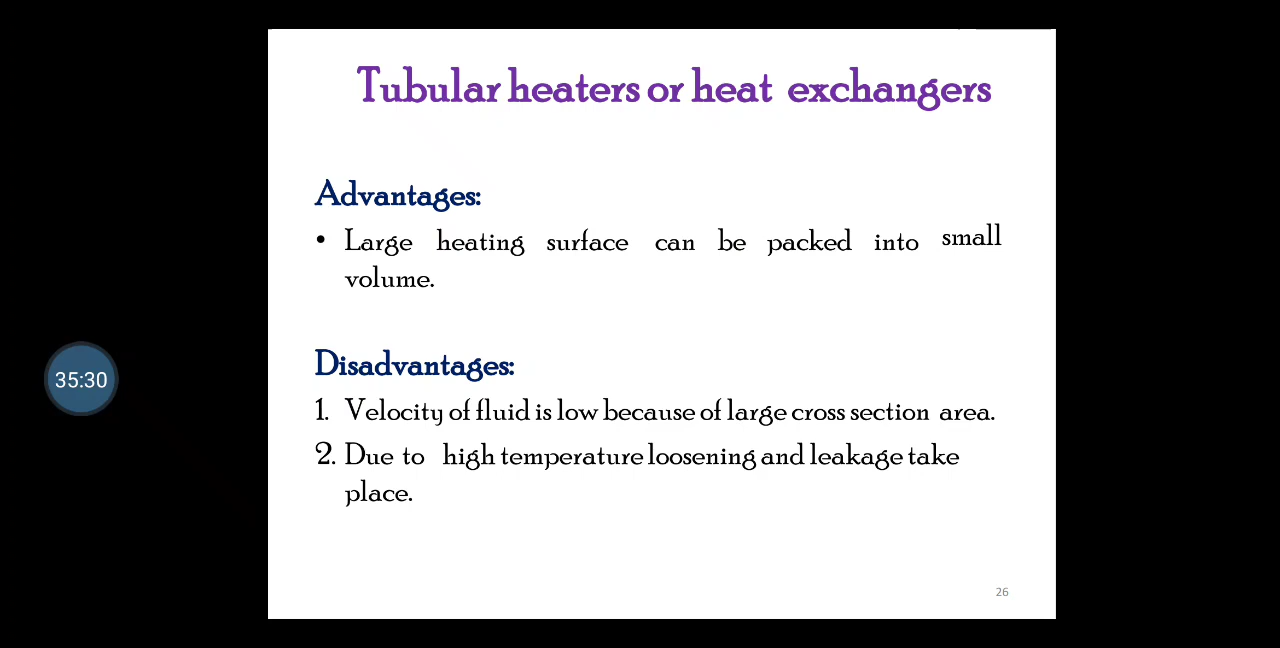 Tubular heaters or heat exchangers
Advantages:
• Large heating surface can be packed into small
volume.
Disadvantages:
35:30
1. Velocity of fluid is low because of large cross section area.
2. Due to high temperature loosening and leakage take
place.
26